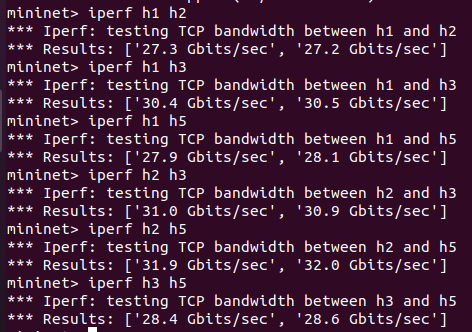 mininet> iperf h1 h2
*** Iperf: testing TCP bandwidth between h1 and h2
*** Results: ['27.3 Gbits/sec', '27.2 Gbits/sec']
mininet> iperf h1 h3
*** Iperf: testing TCP bandwidth between h1 and h3
*** Results: ['30.4 Gbits/sec', '30.5 Gbits/sec']
mininet> iperf h1 h5
*** Iperf: testing TCP bandwidth between h1 and h5
*** Results: ['27.9 Gbits/sec', '28.1 Gbits/sec']
mininet> iperf h2 h3
*** Iperf: testing TCP bandwidth between h2 and h3
*** Results: ['31.0 Gbits/sec', '30.9 Gbits/sec']
mininet> iperf h2 h5
*** Iperf: testing TCP bandwidth between h2 and h5
*** Results: ['31.9 Gbits/sec', '32.0 Gbits/sec']
mininet> iperf h3 h5
*** Iperf: testing TCP bandwidth between h3 and h5
*** Results: ['28.4 Gbits/sec', '28.6 Gbits/sec']